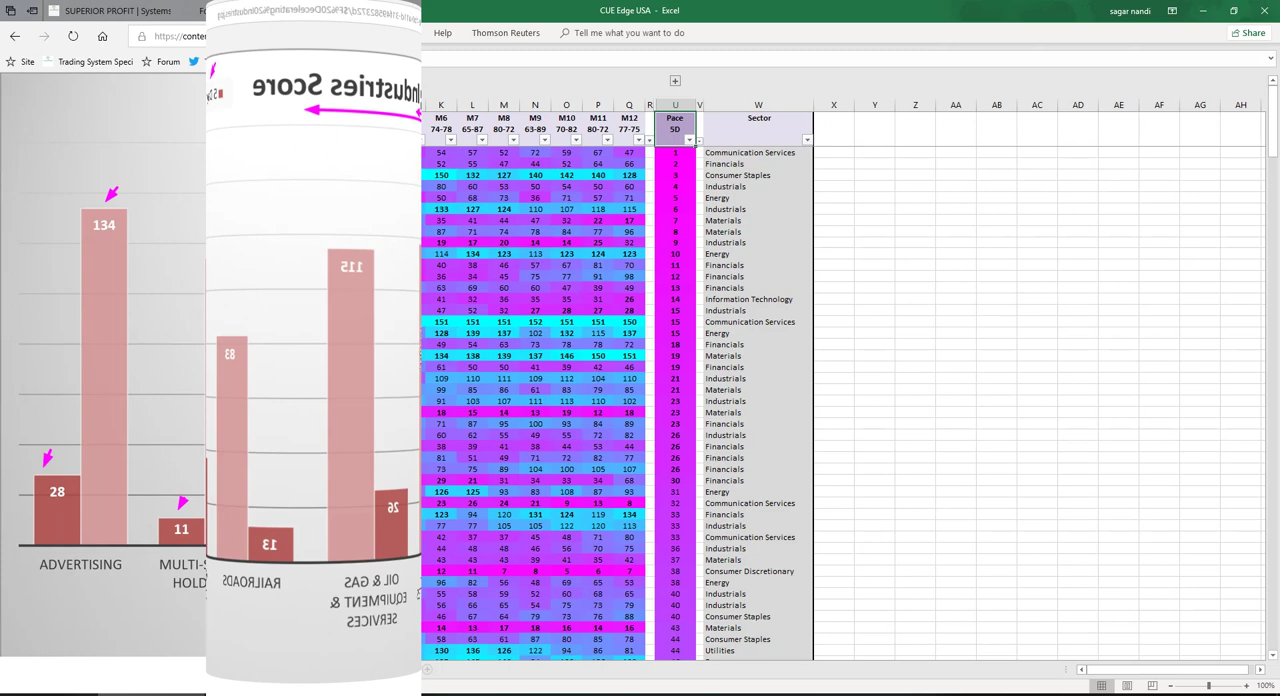 SUPERIOR PROFIT | Systems
https://conter
Site Trading System Speci Forum
Industries Score
134
28
11
ADVERTISING
83
13
RAILROADS
115
26
OIL & GAS
EQUIPMENT &
SERVICES
CUE Edge USA - Excel
sagar nandi
Help Thomson Reuters Tell me what you want to do
Share
K L M N O P Q R U V W X Y Z AA AB AC AD AE AF AG AH
M6 M7 M8 M9 M10 M11 M12 Pace Sector
74-78 65-87 80-72 63-89 70-82 80-72 77-75 5D
54 57 52 72 59 67 47 1 Communication Services
52 55 47 44 52 64 66 2 Financials
150 132 127 140 142 140 128 3 Consumer Staples
80 60 53 50 54 50 60 4 Industrials
50 68 73 36 71 57 71 5 Energy
133 127 124 110 107 118 115 6 Industrials
35 41 44 47 32 22 17 7 Materials
87 71 74 78 84 77 96 8 Materials
19 17 20 14 14 25 32 9 Industrials
114 134 123 113 123 124 123 10 Energy
40 38 46 57 67 81 70 11 Financials
36 34 45 75 77 91 98 12 Financials
63 69 60 60 47 39 49 13 Financials
41 32 36 35 35 31 26 14 Information Technology
47 52 32 27 28 27 28 15 Industrials
151 151 151 152 151 151 150 15 Communication Services
128 139 137 102 132 115 137 15 Energy
49 54 63 73 78 78 72 18 Financials
134 138 139 137 146 150 151 19 Materials
61 50 50 41 39 42 46 19 Financials
109 110 111 109 112 104 110 21 Industrials
99 85 86 61 83 79 85 21 Materials
91 103 107 111 113 110 102 23 Industrials
18 15 14 13 19 12 18 23 Materials
71 87 95 100 93 84 89 23 Financials
60 62 55 49 55 72 82 26 Industrials
38 39 41 38 44 53 44 26 Financials
81 51 49 71 72 82 77 26 Financials
73 75 89 104 100 105 107 26 Industrials
29 21 31 34 33 34 68 30 Financials
126 125 93 83 108 87 93 31 Energy
23 26 24 21 9 13 8 32 Communication Services
123 94 120 131 124 119 134 33 Financials
77 77 105 105 122 120 113 33 Industrials
42 37 37 45 48 71 80 33 Communication Services
44 48 48 46 56 70 75 36 Industrials
43 43 43 39 41 35 42 37 Materials
12 11 7 8 5 6 7 38 Consumer Discretionary
96 82 56 48 69 65 53 38 Energy
55 58 59 52 60 68 65 40 Industrials
56 66 65 54 75 73 79 40 Industrials
46 67 64 79 73 76 88 40 Consumer Staples
14 13 17 18 16 14 16 43 Materials
58 63 61 87 80 85 78 44 Consumer Staples
130 136 126 122 94 86 81 44 Utilities
100%